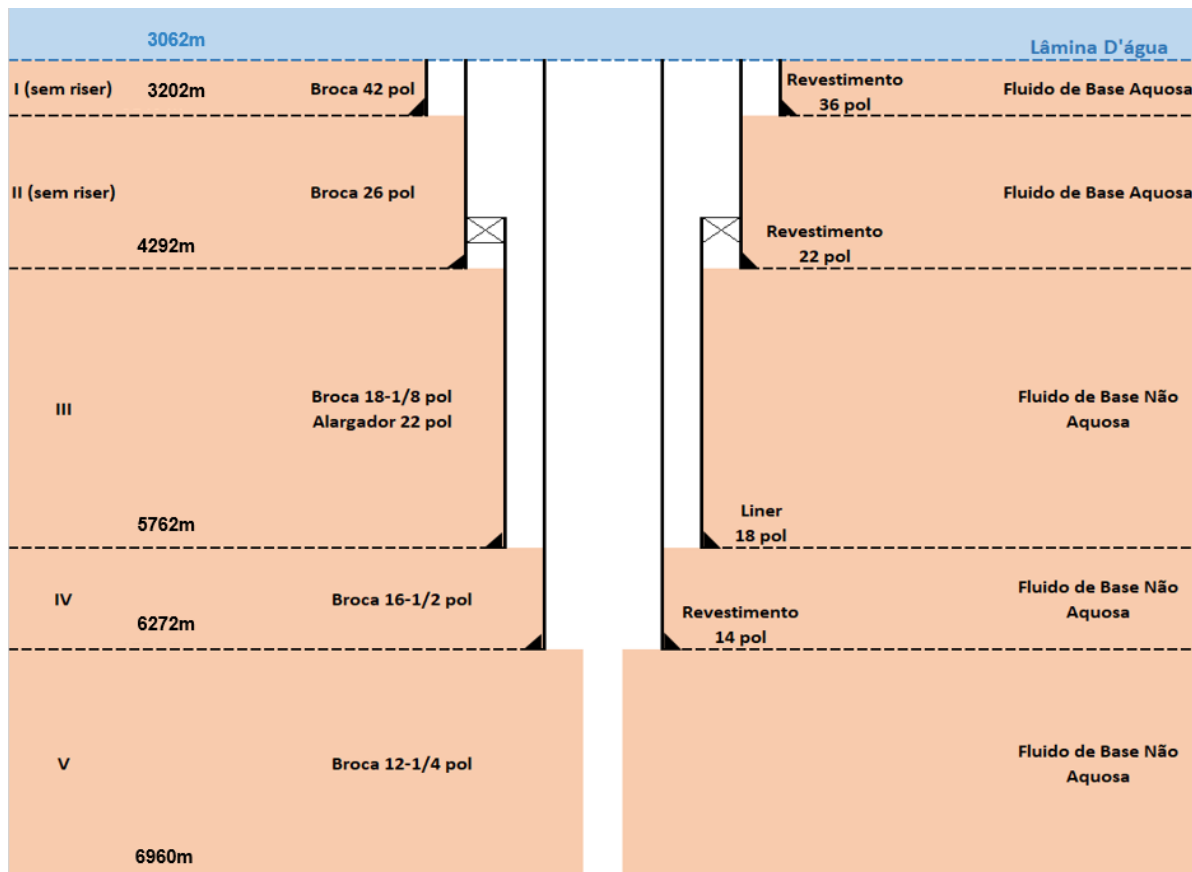 3062m
Lâmina D'água
I (sem riser)
3202m
Broca 42 pol
Revestimento
36 pol
Fluido de Base Aquosa
II (sem riser)
Broca 26 pol
Fluido de Base Aquosa
4292m
Revestimento
22 pol
III
Broca 18-1/8 pol
Alargador 22 pol
Fluido de Base Não
Aquosa
5762m
Liner
18 pol
IV
Broca 16-1/2 pol
Fluido de Base Não
Aquosa
6272m
Revestimento
14 pol
V
Broca 12-1/4 pol
Fluido de Base Não
Aquosa
6960m